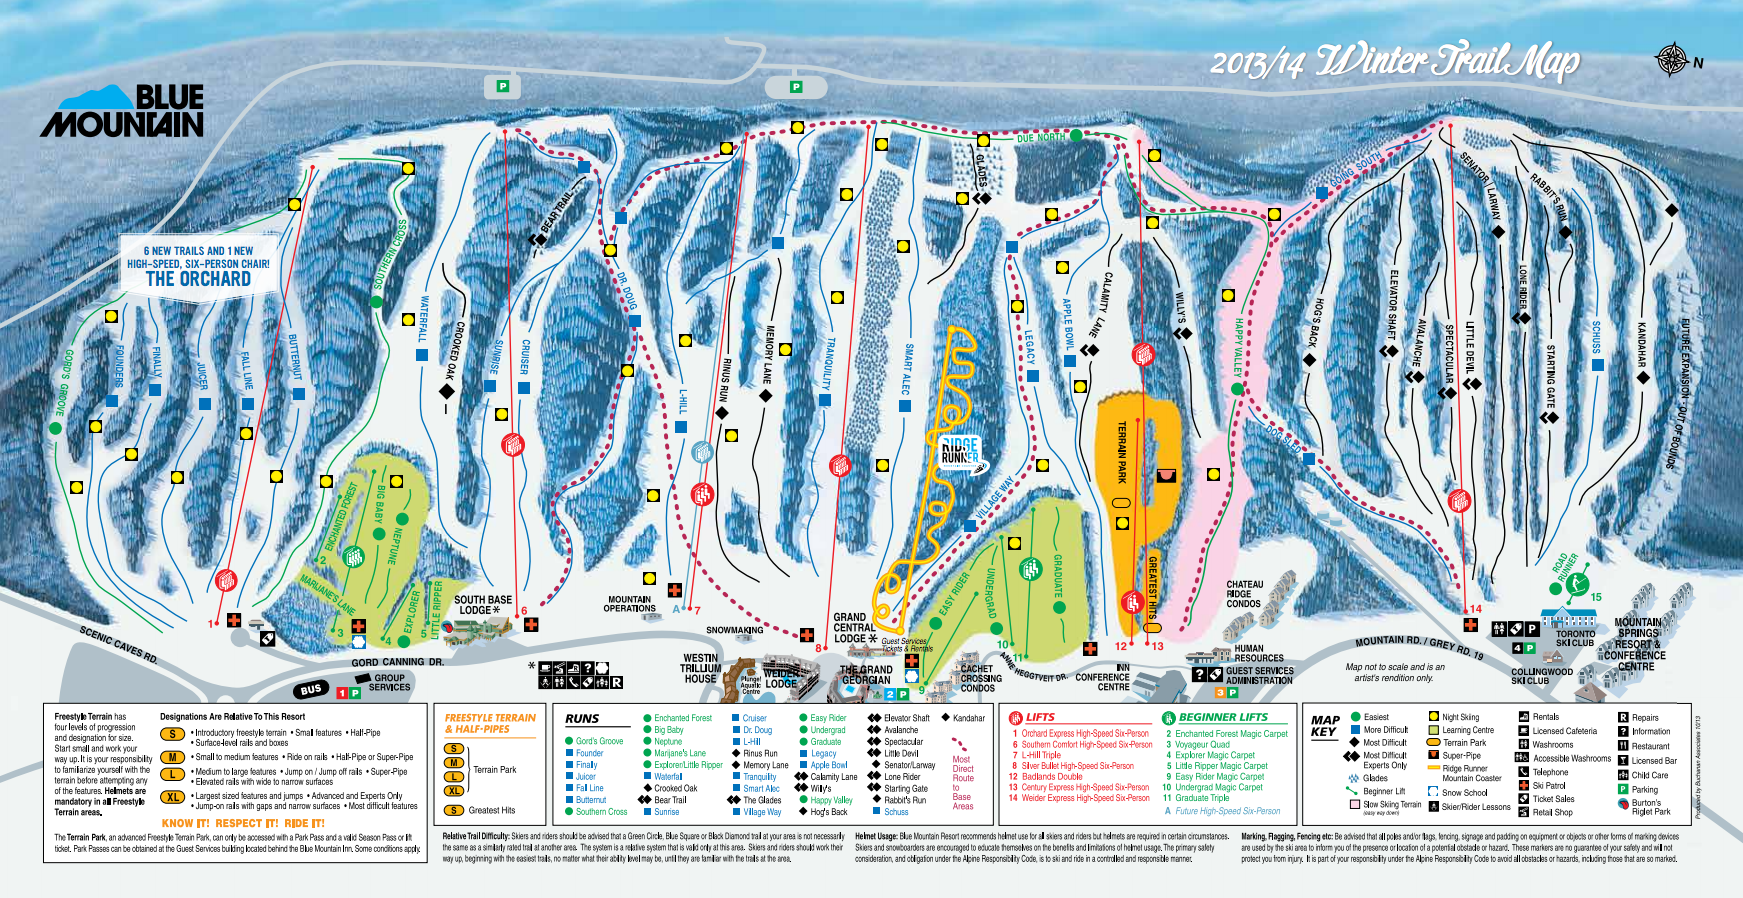 2013/14 Winter Trail Map
N
BLUE
MOUNTAIN
P
P
6 NEW TRAILS AND 1 NEW
HIGH-SPEED, SIX-PERSON CHAIR!
THE ORCHARD
GORD'S GROOVE
FOUNDERS
FINALLY
JUICER
FALL LINE
BUTTERNUT
SOUTHERN CROSS
WATERFALL
CROOKED OAK
SUNRISE
CRUISER
BEAR TRAIL
DR. DOUG
L-HILL
RINUS RUN
MEMORY LANE
TRANQUILITY
SMART ALEC
GLADES
DUE NORTH
LEGACY
APPLE BOWL
CALAMITY LANE
WILLY'S
HAPPY VALLEY
GOING SOUTH
HOG'S BACK
ELEVATOR SHAFT
AVALANCHE
SPECTACULAR
LITTLE DEVIL
SENATOR / LARWAY
LONE RIDER
STARTING GATE
RABBIT'S RUN
SCHUSS
KANDAHAR
FUTURE EXPANSION - OUT OF BOUNDS
DOG SLED
VILLAGE WAY
TERRAIN PARK
GREATEST HITS
RIDGE
RUNNER
ENCHANTED FOREST
BIG BABY
NEPTUNE
MARIJANE'S LANE
EXPLORER
LITTLE RIPPER
EASY RIDER
UNDERGRAD
GRADUATE
ROAD
RUNNER
1
2
3
4
5
6
A
7
8
9
10
11
12
13
14
15
SCENIC CAVES RD.
GORD CANNING DR.
BUS
GROUP
SERVICES
1 P
SOUTH BASE
LODGE*
MOUNTAIN
OPERATIONS
SNOWMAKING
WESTIN
TRILLIUM
HOUSE
Plunge!
Aquatic
Centre
WEIDER
LODGE
GRAND
CENTRAL
LODGE *
Guest Services
Tickets & Rentals
THE GRAND
GEORGIAN
2 P
CACHET
CROSSING
CONDOS
ANNE HEGGTVEIT DR.
INN
CONFERENCE
CENTRE
CHATEAU
RIDGE
CONDOS
HUMAN
RESOURCES
GUEST SERVICES
ADMINISTRATION
3 P
MOUNTAIN RD. / GREY RD. 19
Map not to scale and is an
artist's rendition only.
4 P
TORONTO
SKI CLUB
COLLINGWOOD
SKI CLUB
MOUNTAIN
SPRINGS
RESORT &
CONFERENCE
CENTRE
Freestyle Terrain has
four levels of progression
and designation for size.
Start small and work your
way up. It is your responsibility
to familiarize yourself with the
terrain before attempting any
of the features. Helmets are
mandatory in all Freestyle
Terrain areas.
Designations Are Relative To This Resort
S • Introductory freestyle terrain • Small features • Half-Pipe
• Surface-level rails and boxes
M • Small to medium features • Ride on rails • Half-Pipe or Super-Pipe
L • Medium to large features • Jump on / Jump off rails • Super-Pipe
• Elevated rails with wide to narrow surfaces
XL • Largest sized features and jumps • Advanced and Experts Only
• Jump-on rails with gaps and narrow surfaces • Most difficult features
KNOW IT! RESPECT IT! RIDE IT!
The Terrain Park, an advanced Freestyle Terrain Park, can only be accessed with a Park Pass and a valid Season Pass or lift
ticket. Park Passes can be obtained at the Guest Services building located behind the Blue Mountain Inn. Some conditions apply.
FREESTYLE TERRAIN
& HALF-PIPES
S
M
L
XL
Terrain Park
S Greatest Hits
RUNS
Gord's Groove
Founder
Finally
Juicer
Fall Line
Butternut
Southern Cross
Enchanted Forest
Big Baby
Neptune
Marijane's Lane
Explorer/Little Ripper
Waterfall
Crooked Oak
Bear Trail
Sunrise
Cruiser
Dr. Doug
L-Hill
Rinus Run
Memory Lane
Tranquility
Smart Alec
The Glades
Village Way
Easy Rider
Undergrad
Graduate
Legacy
Apple Bowl
Calamity Lane
Willy's
Happy Valley
Hog's Back
Elevator Shaft
Avalanche
Spectacular
Little Devil
Senator/Larway
Lone Rider
Starting Gate
Rabbit's Run
Schuss
Kandahar
Most
Direct
Route
to
Base
Areas
LIFTS
1 Orchard Express High-Speed Six-Person
6 Southern Comfort High-Speed Six-Person
7 L-Hill Triple
8 Silver Bullet High-Speed Six-Person
12 Badlands Double
13 Century Express High-Speed Six-Person
14 Weider Express High-Speed Six-Person
BEGINNER LIFTS
2 Enchanted Forest Magic Carpet
3 Voyageur Quad
4 Explorer Magic Carpet
5 Little Ripper Magic Carpet
9 Easy Rider Magic Carpet
10 Undergrad Magic Carpet
11 Graduate Triple
A Future High-Speed Six-Person
MAP
KEY
Easiest
More Difficult
Most Difficult
Most Difficult
Experts Only
Glades
Beginner Lift
Slow Skiing Terrain
(easy way down)
Night Skiing
Learning Centre
Terrain Park
Super-Pipe
Ridge Runner
Mountain Coaster
Snow School
Skier/Rider Lessons
Rentals
Licensed Cafeteria
Washrooms
Accessible Washrooms
Telephone
Ski Patrol
Ticket Sales
Retail Shop
Repairs
Information
Restaurant
Licensed Bar
Child Care
Parking
Burton's
Riglet Park
Produced by Buchanan Associates 10/13
Relative Trail Difficulty: Skiers and riders should be advised that a Green Circle, Blue Square or Black Diamond trail at your area is not necessarily
the same as a similarly rated trail at another area. The system is a relative system that is valid only at this area. Skiers and riders should work their
way up, beginning with the easiest trails, no matter what their ability level may be, until they are familiar with the trails at the area.
Helmet Usage: Blue Mountain Resort recommends helmet use for all skiers and riders but helmets are required in certain circumstances.
Skiers and snowboarders are encouraged to educate themselves on the benefits and limitations of helmet usage. The primary safety
consideration, and obligation under the Alpine Responsibility Code, is to ski and ride in a controlled and responsible manner.
Marking, Flagging, Fencing etc: Be advised that all poles and/or flags, fencing, signage and padding on equipment or objects or other forms of marking devices
are used by the ski area to inform you of the presence or location of a potential obstacle or hazard. These markers are no guarantee of your safety and will not
protect you from injury. It is part of your responsibility under the Alpine Responsibility Code to avoid all obstacles or hazards, including those that are so marked.